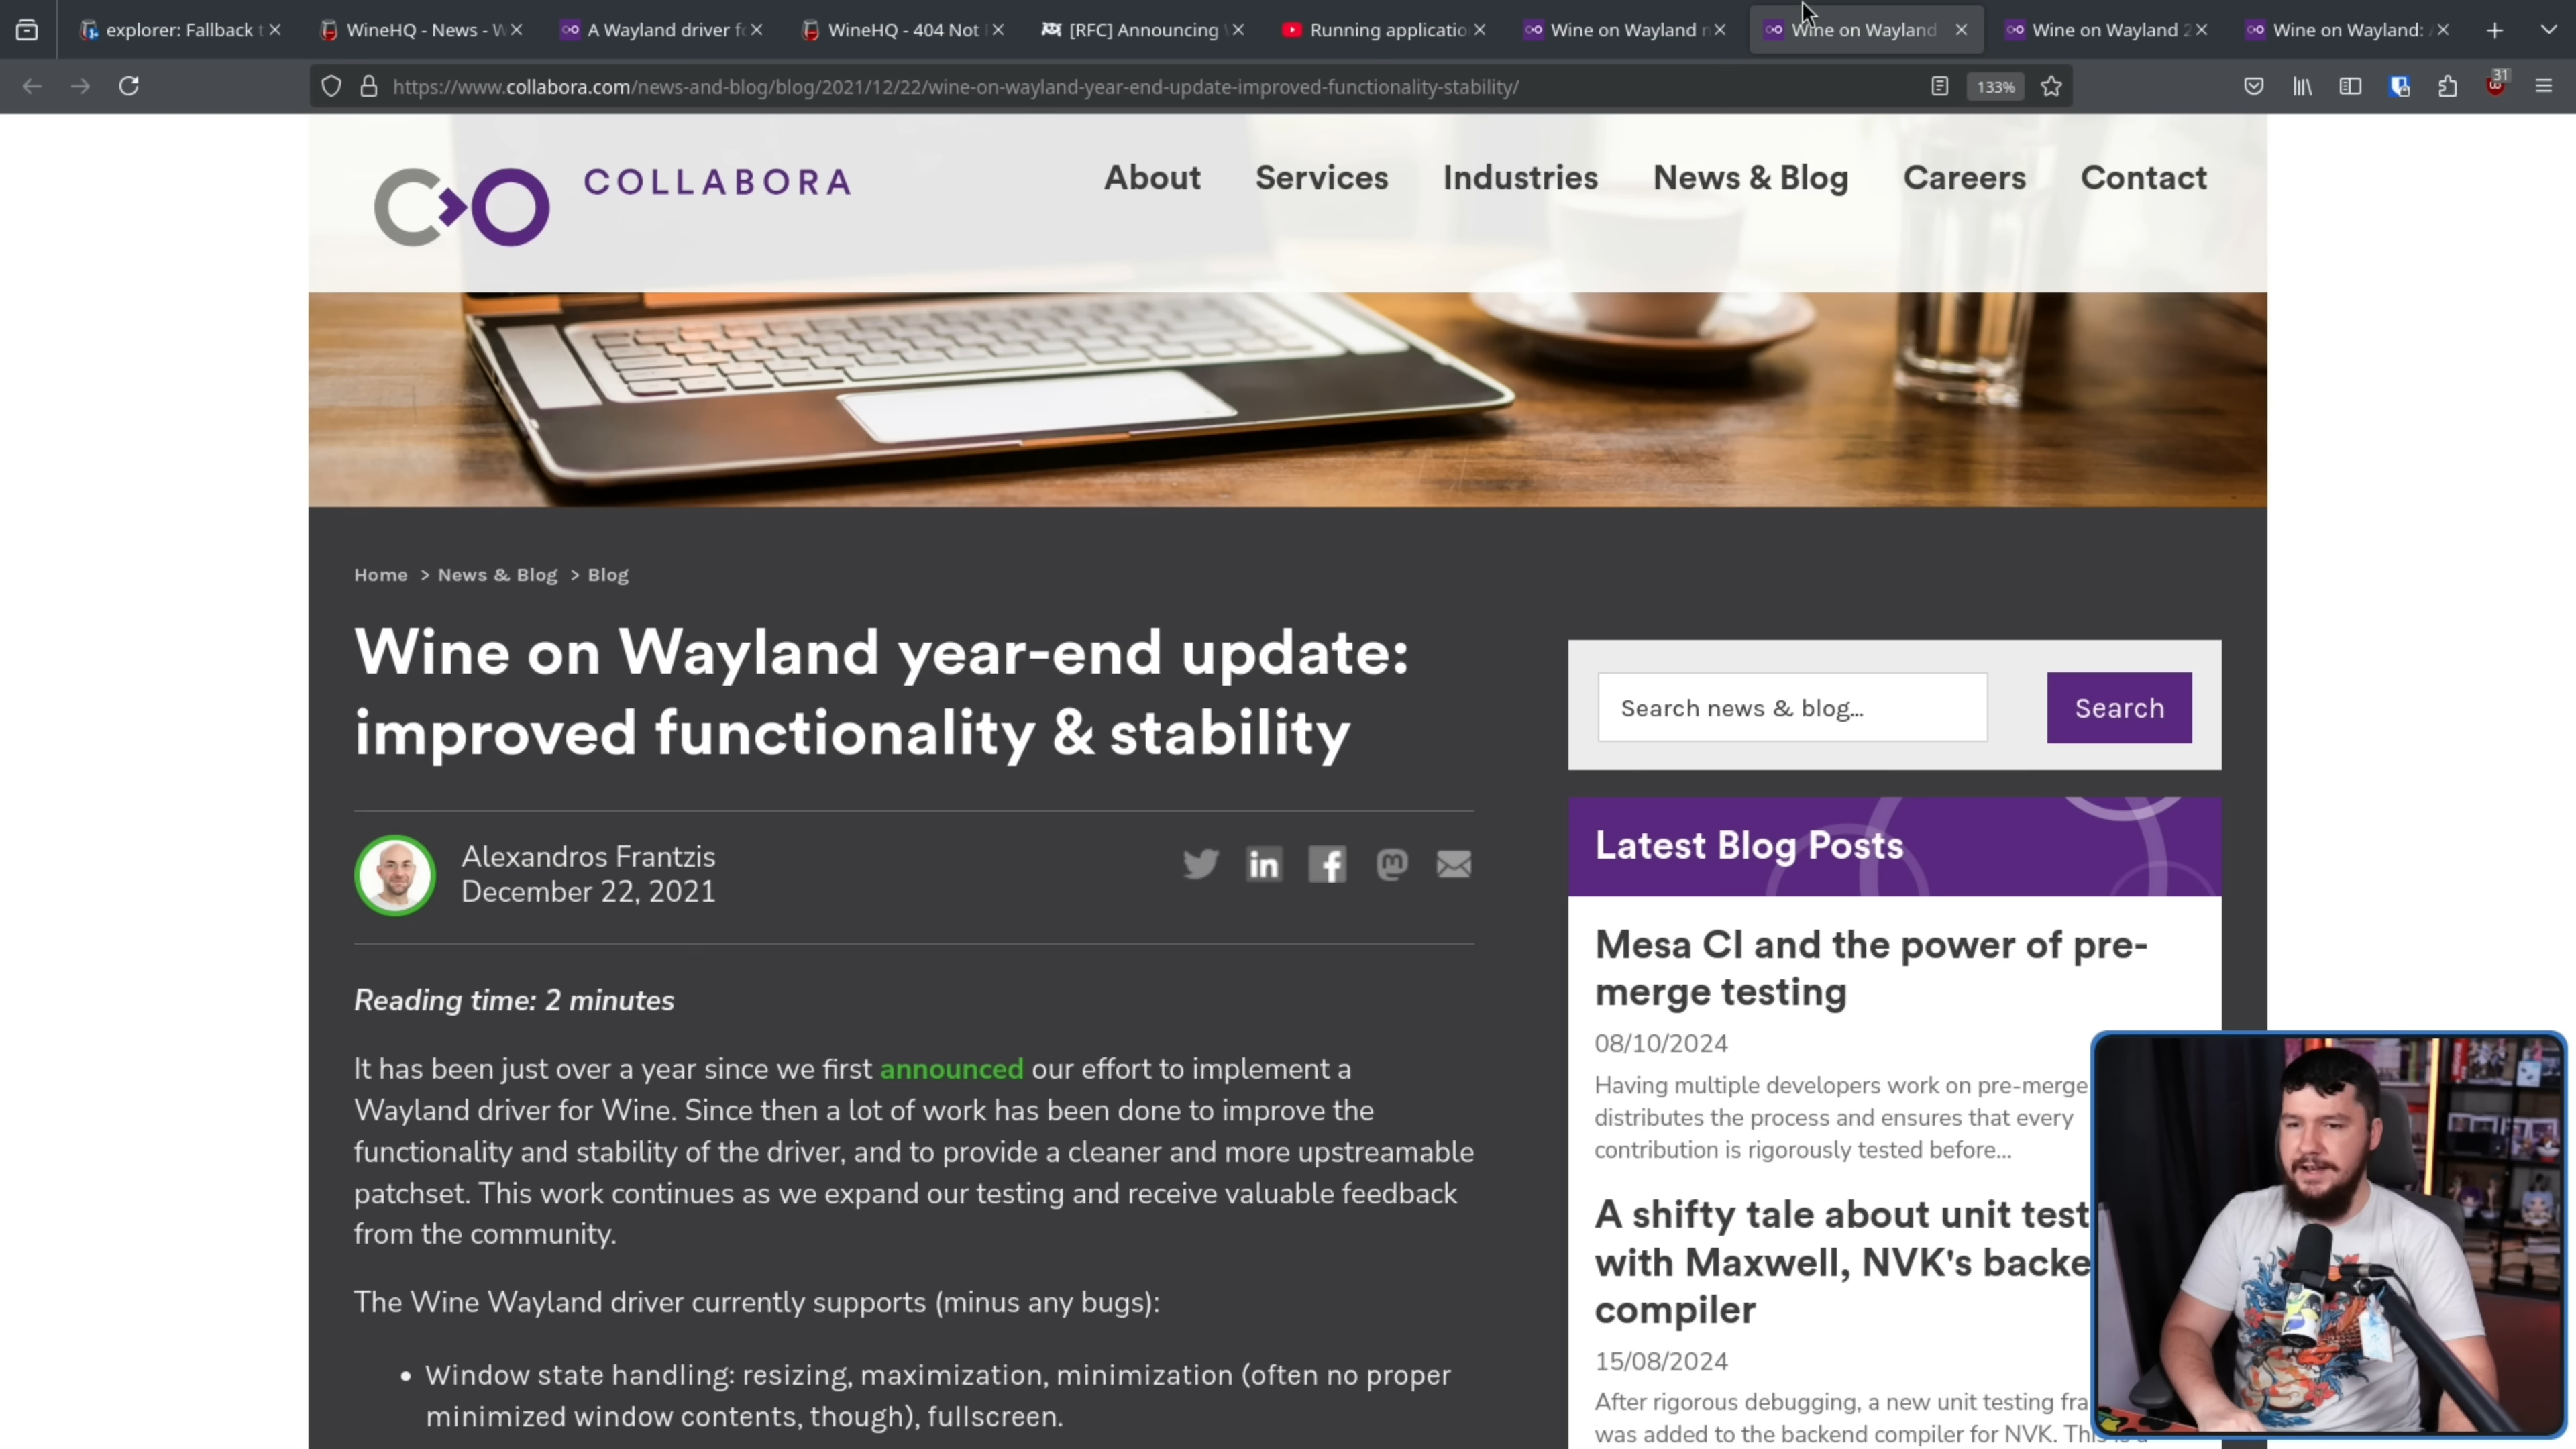 explorer: Fallback t
WineHQ - News - W
A Wayland driver fo
WineHQ - 404 Not
[RFC] Announcing
Running applicatio
Wine on Wayland
Wine on Wayland
Wine on Wayland 2
Wine on Wayland:
https://www.collabora.com/news-and-blog/blog/2021/12/22/wine-on-wayland-year-end-update-improved-functionality-stability/
133%
31
COLLABORA
About
Services
Industries
News & Blog
Careers
Contact
Home > News & Blog > Blog
Wine on Wayland year-end update:
improved functionality & stability
Alexandros Frantzis
December 22, 2021
Reading time: 2 minutes
It has been just over a year since we first announced our effort to implement a
Wayland driver for Wine. Since then a lot of work has been done to improve the
functionality and stability of the driver, and to provide a cleaner and more upstreamable
patchset. This work continues as we expand our testing and receive valuable feedback
from the community.
The Wine Wayland driver currently supports (minus any bugs):
• Window state handling: resizing, maximization, minimization (often no proper
minimized window contents, though), fullscreen.
Search news & blog...
Search
Latest Blog Posts
Mesa CI and the power of pre-
merge testing
08/10/2024
Having multiple developers work on pre-merge
distributes the process and ensures that every
contribution is rigorously tested before...
A shifty tale about unit test
with Maxwell, NVK's backe
compiler
15/08/2024
After rigorous debugging, a new unit testing fra
was added to the backend compiler for NVK. This is a